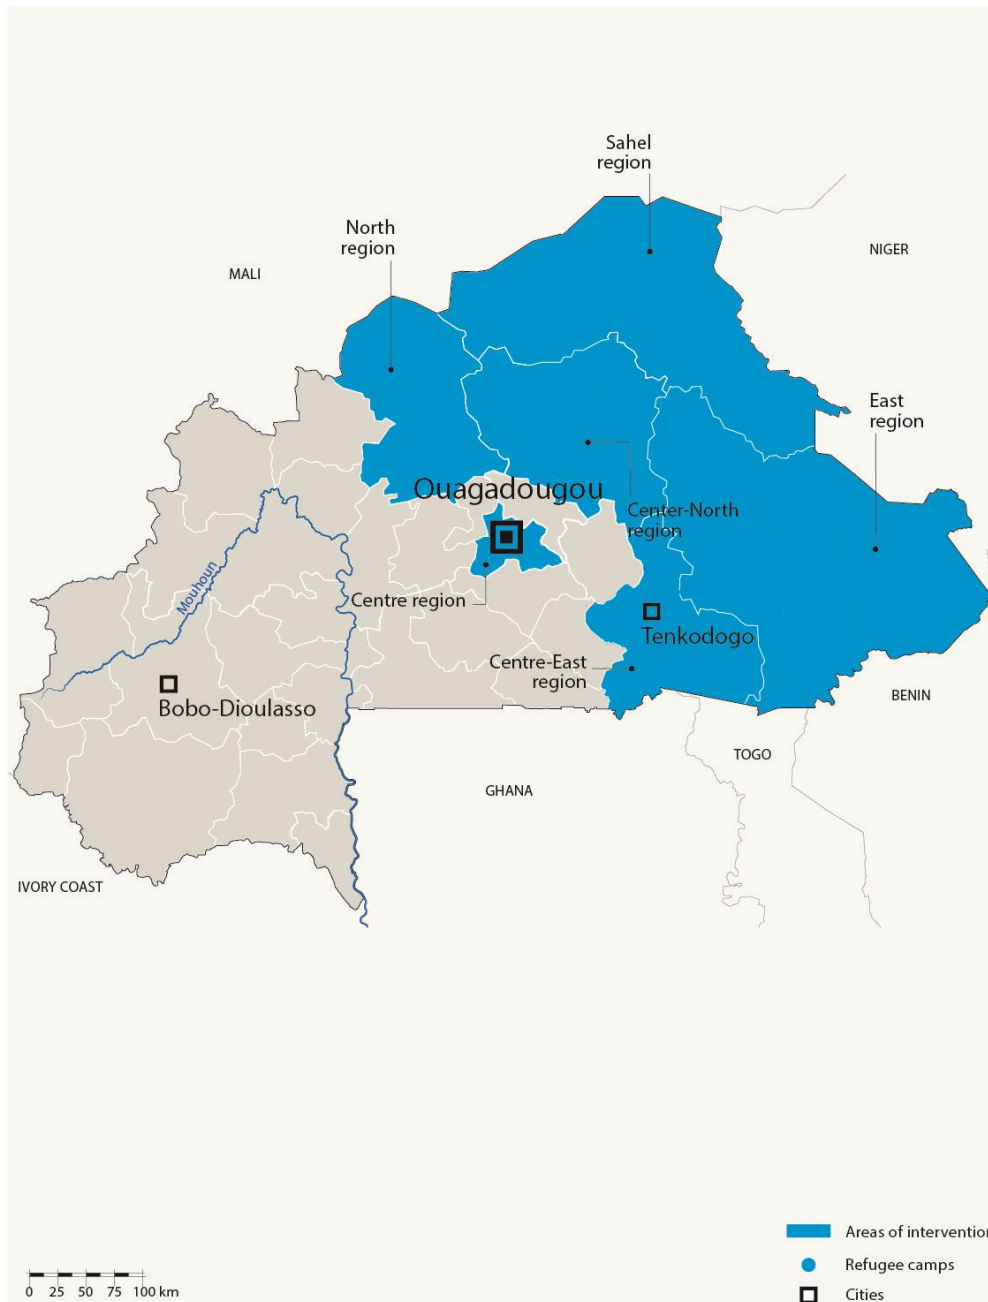 Sahel
region
North
region
NIGER
MALI
East
region
Ouagadougou
Center-North
region
Mouhoun
Centre region
Tenkodogo
Centre-East
region
Bobo-Dioulasso
BENIN
TOGO
GHANA
IVORY COAST
Areas of intervention
Refugee camps
Cities
0 25 50 75 100 km